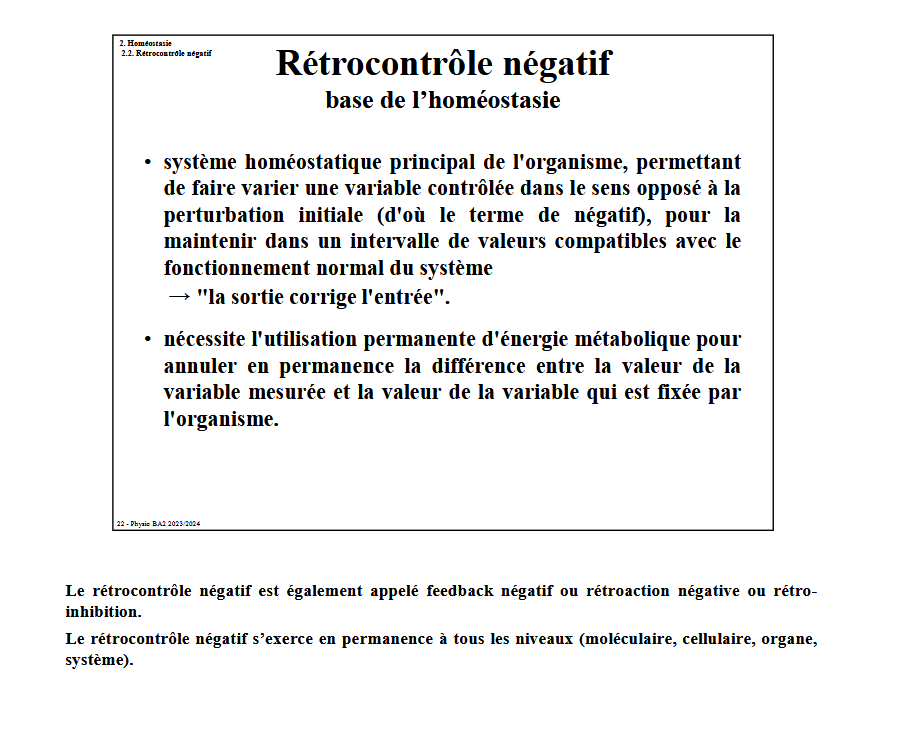 2. Homéostasie
2.2. Rétrocontrôle négatif
Rétrocontrôle négatif
base de l’homéostasie
• système homéostatique principal de l'organisme, permettant
de faire varier une variable contrôlée dans le sens opposé à la
perturbation initiale (d'où le terme de négatif), pour la
maintenir dans un intervalle de valeurs compatibles avec le
fonctionnement normal du système
→ "la sortie corrige l'entrée".
• nécessite l'utilisation permanente d'énergie métabolique pour
annuler en permanence la différence entre la valeur de la
variable mesurée et la valeur de la variable qui est fixée par
l'organisme.
22 - Physio BA2 2023/2024
Le rétrocontrôle négatif est également appelé feedback négatif ou rétroaction négative ou rétro-
inhibition.
Le rétrocontrôle négatif s’exerce en permanence à tous les niveaux (moléculaire, cellulaire, organe,
système).